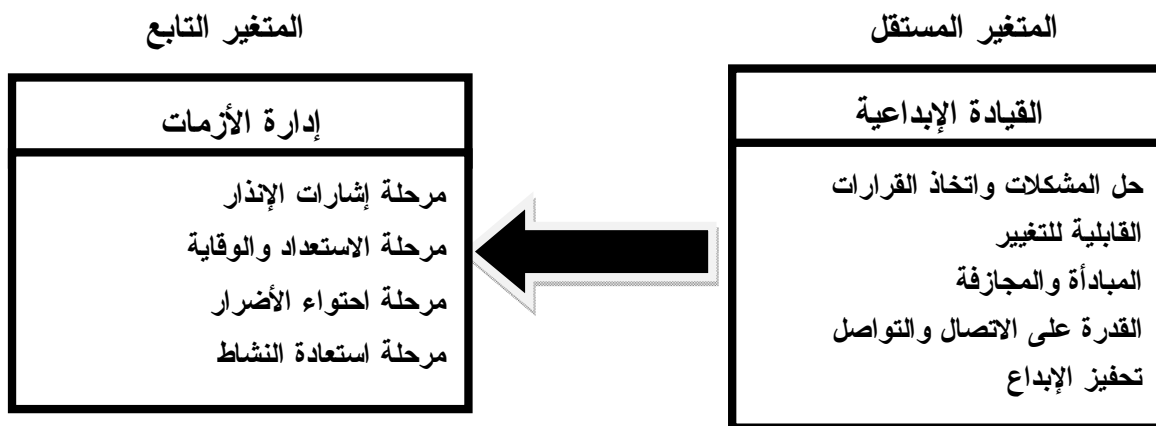 المتغير المستقل
القيادة الإبداعية
حل المشكلات واتخاذ القرارات
القابلية للتغيير
المبادأة والمجازفة
القدرة على الاتصال والتواصل
تحفيز الإبداع
المتغير التابع
إدارة الأزمات
مرحلة إشارات الإنذار
مرحلة الاستعداد والوقاية
مرحلة احتواء الأضرار
مرحلة استعادة النشاط